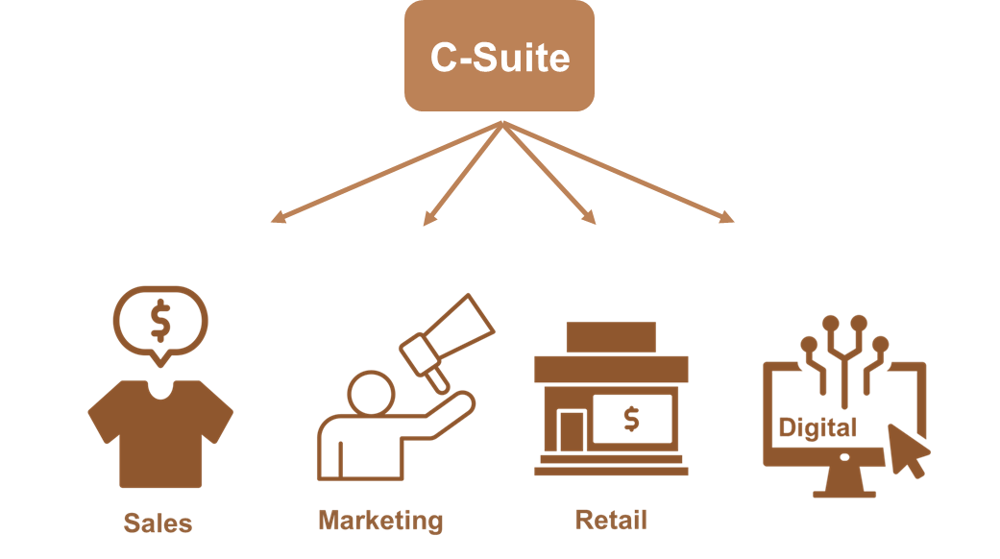 C-Suite
$
$
Digital
Sales
Marketing
Retail